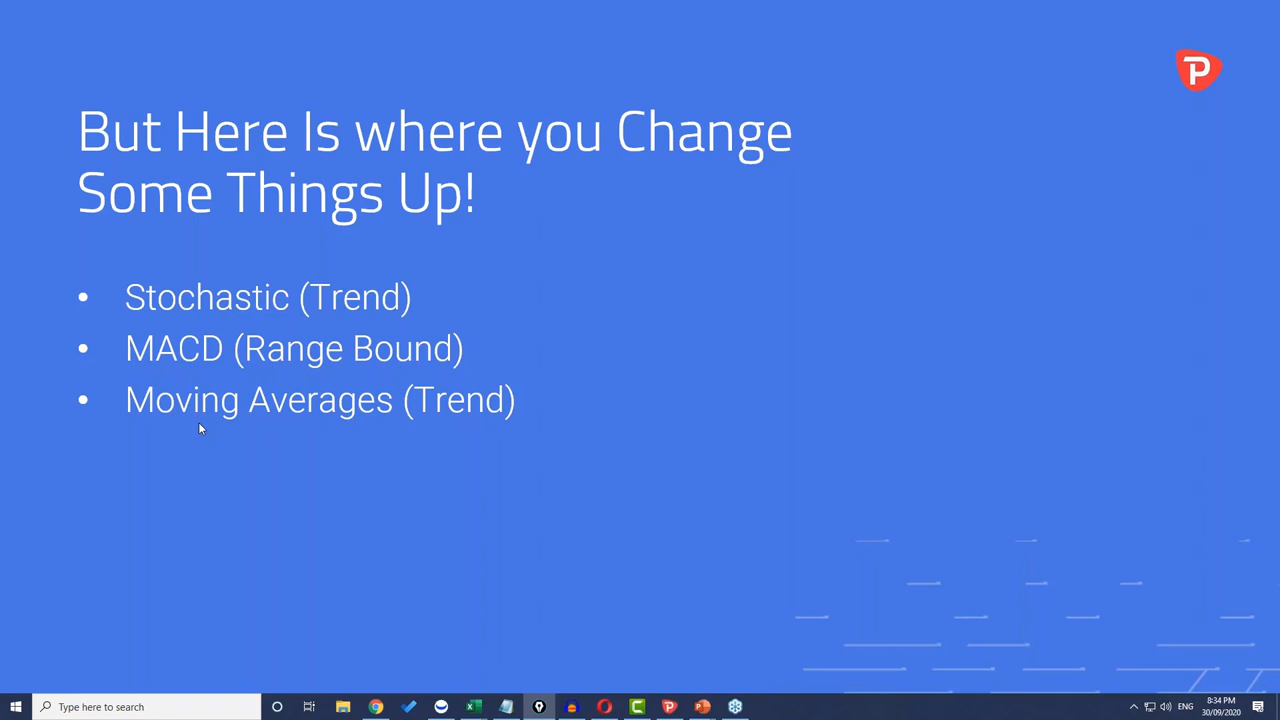 P
But Here Is where you Change
Some Things Up!
• Stochastic (Trend)
• MACD (Range Bound)
• Moving Averages (Trend)
Type here to search
ENG
8:34 PM
30/09/2020